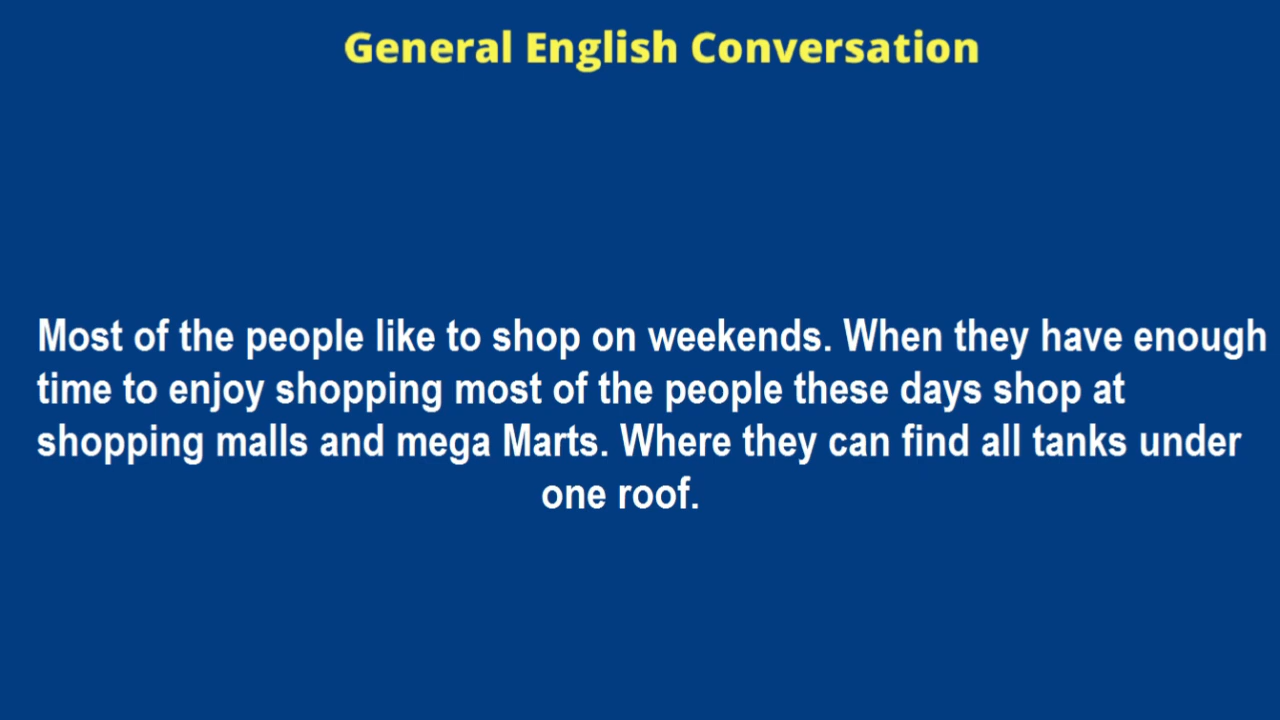 General English Conversation
Most of the people like to shop on weekends. When they have enough
time to enjoy shopping most of the people these days shop at
shopping malls and mega Marts. Where they can find all tanks under
one roof.